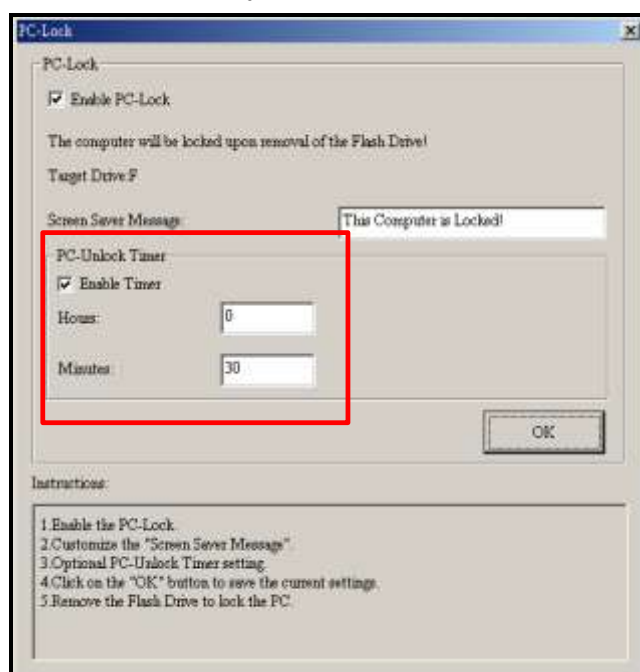 PC-Lock
PC-Lock
Enable PC-Lock
The computer will be locked upon removal of the Flash Drive!
Target Drive:F
Screen Saver Message: This Computer is Locked!
PC-Unlock Timer
Enable Timer
Hours: 0
Minutes: 30
OK
Instructions:
1.Enable the PC-Lock.
2.Customize the "Screen Saver Message".
3.Optional PC-Unlock Timer setting.
4.Click on the "OK" button to save the current settings.
5.Remove the Flash Drive to lock the PC.